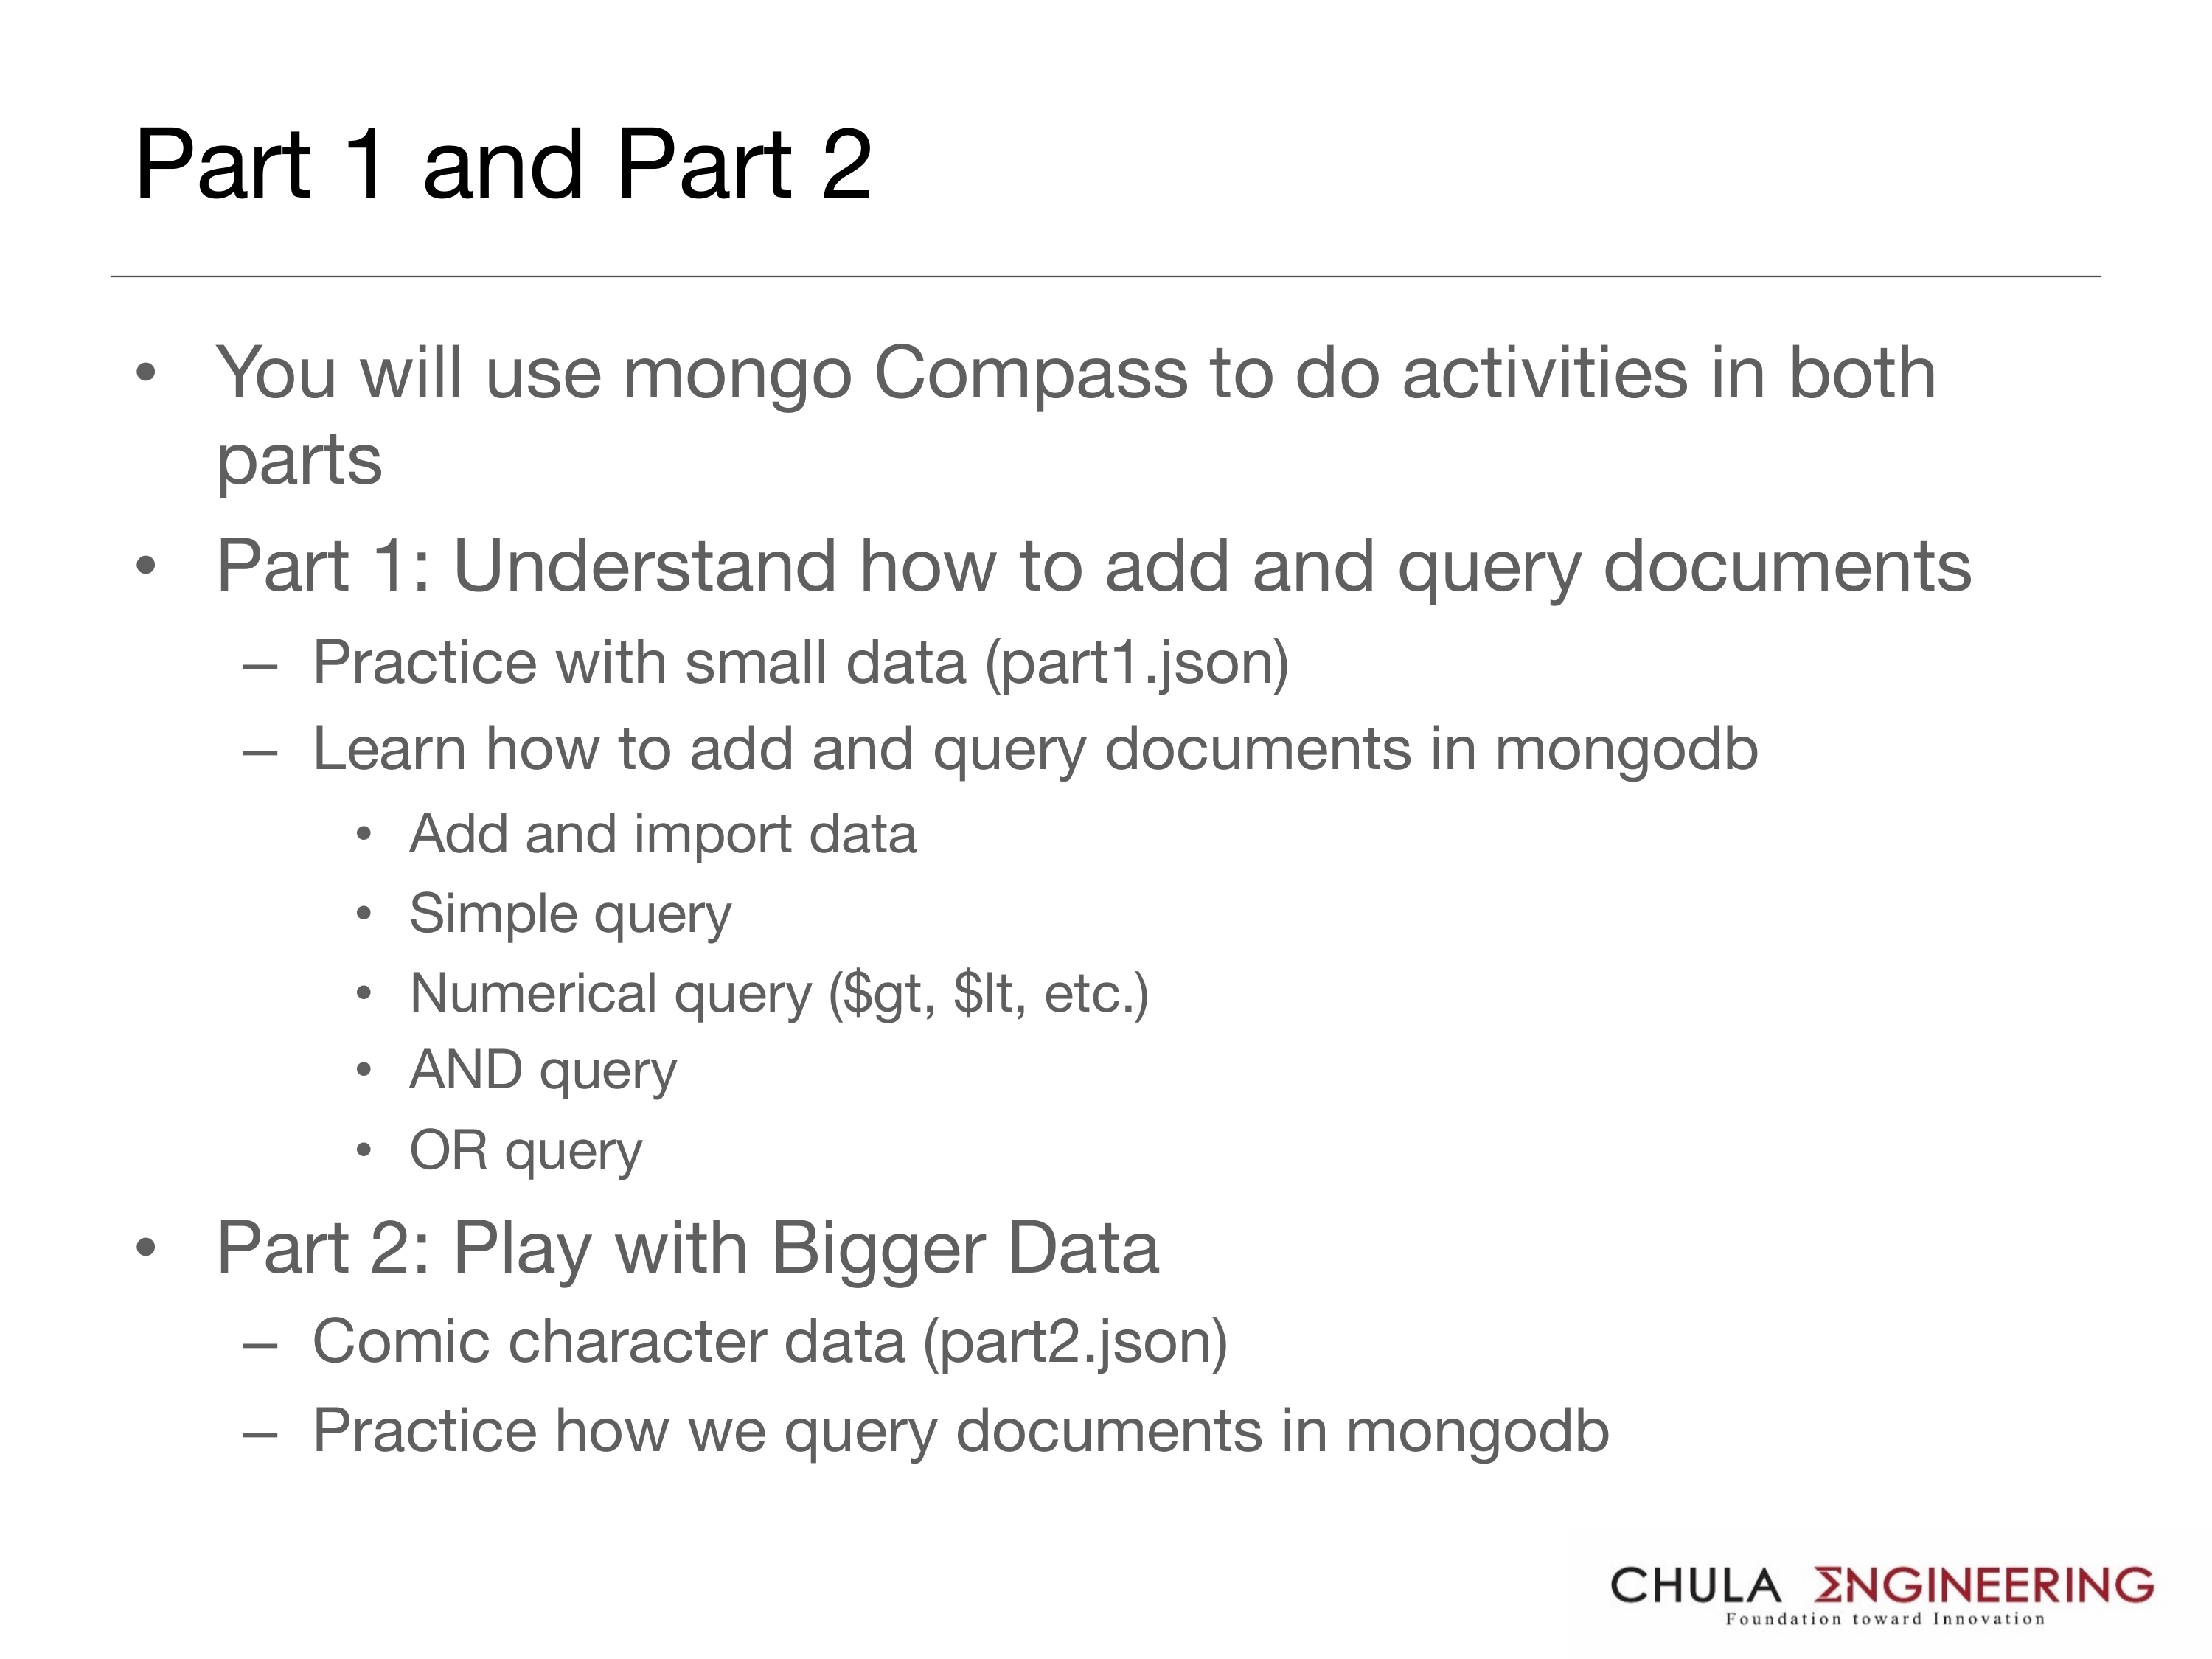 Part 1 and Part 2
• You will use mongo Compass to do activities in both
parts
• Part 1: Understand how to add and query documents
– Practice with small data (part1.json)
– Learn how to add and query documents in mongodb
• Add and import data
• Simple query
• Numerical query ($gt, $lt, etc.)
• AND query
• OR query
• Part 2: Play with Bigger Data
– Comic character data (part2.json)
– Practice how we query documents in mongodb
CHULA ΣNGINEERING
Foundation toward Innovation